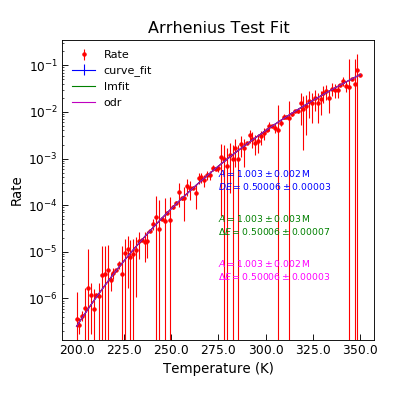 Arrhenius Test Fit
Rate
curve_fit
lmfit
odr
10⁻¹
10⁻²
10⁻³
10⁻⁴
10⁻⁵
10⁻⁶
Rate
A = 1.003 ± 0.002 M
DE = 0.50006 ± 0.00003
A = 1.003 ± 0.003 M
ΔE = 0.50006 ± 0.00007
A = 1.003 ± 0.002 M
ΔE = 0.50006 ± 0.00003
200.0 225.0 250.0 275.0 300.0 325.0 350.0
Temperature (K)